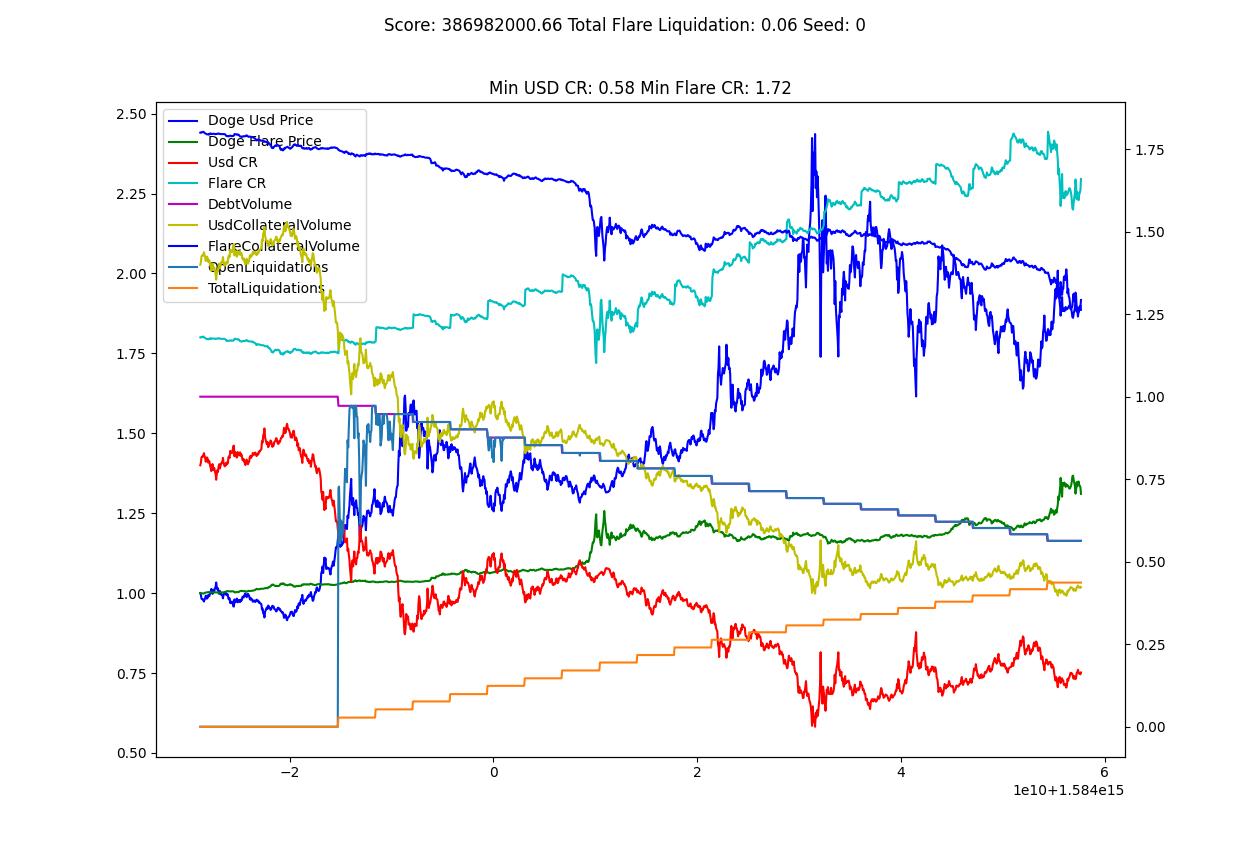 Score: 386982000.66 Total Flare Liquidation: 0.06 Seed: 0
Min USD CR: 0.58 Min Flare CR: 1.72
Doge Usd Price
Doge Flare Price
Usd CR
Flare CR
DebtVolume
UsdCollateralVolume
FlareCollateralVolume
OpenLiquidations
TotalLiquidations
2.50
2.25
2.00
1.75
1.50
1.25
1.00
0.75
0.50
1.75
1.50
1.25
1.00
0.75
0.50
0.25
0.00
−2 0 2 4 6
1e10+1.584e15